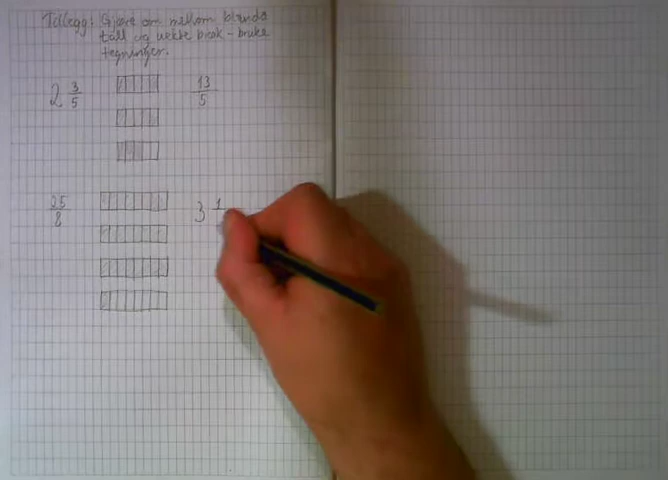 Tillegg: Gjøre om mellom blanda
tall og uekte brøk - bruke
tegninger.
2 3/5 13/5
25/8 3 1